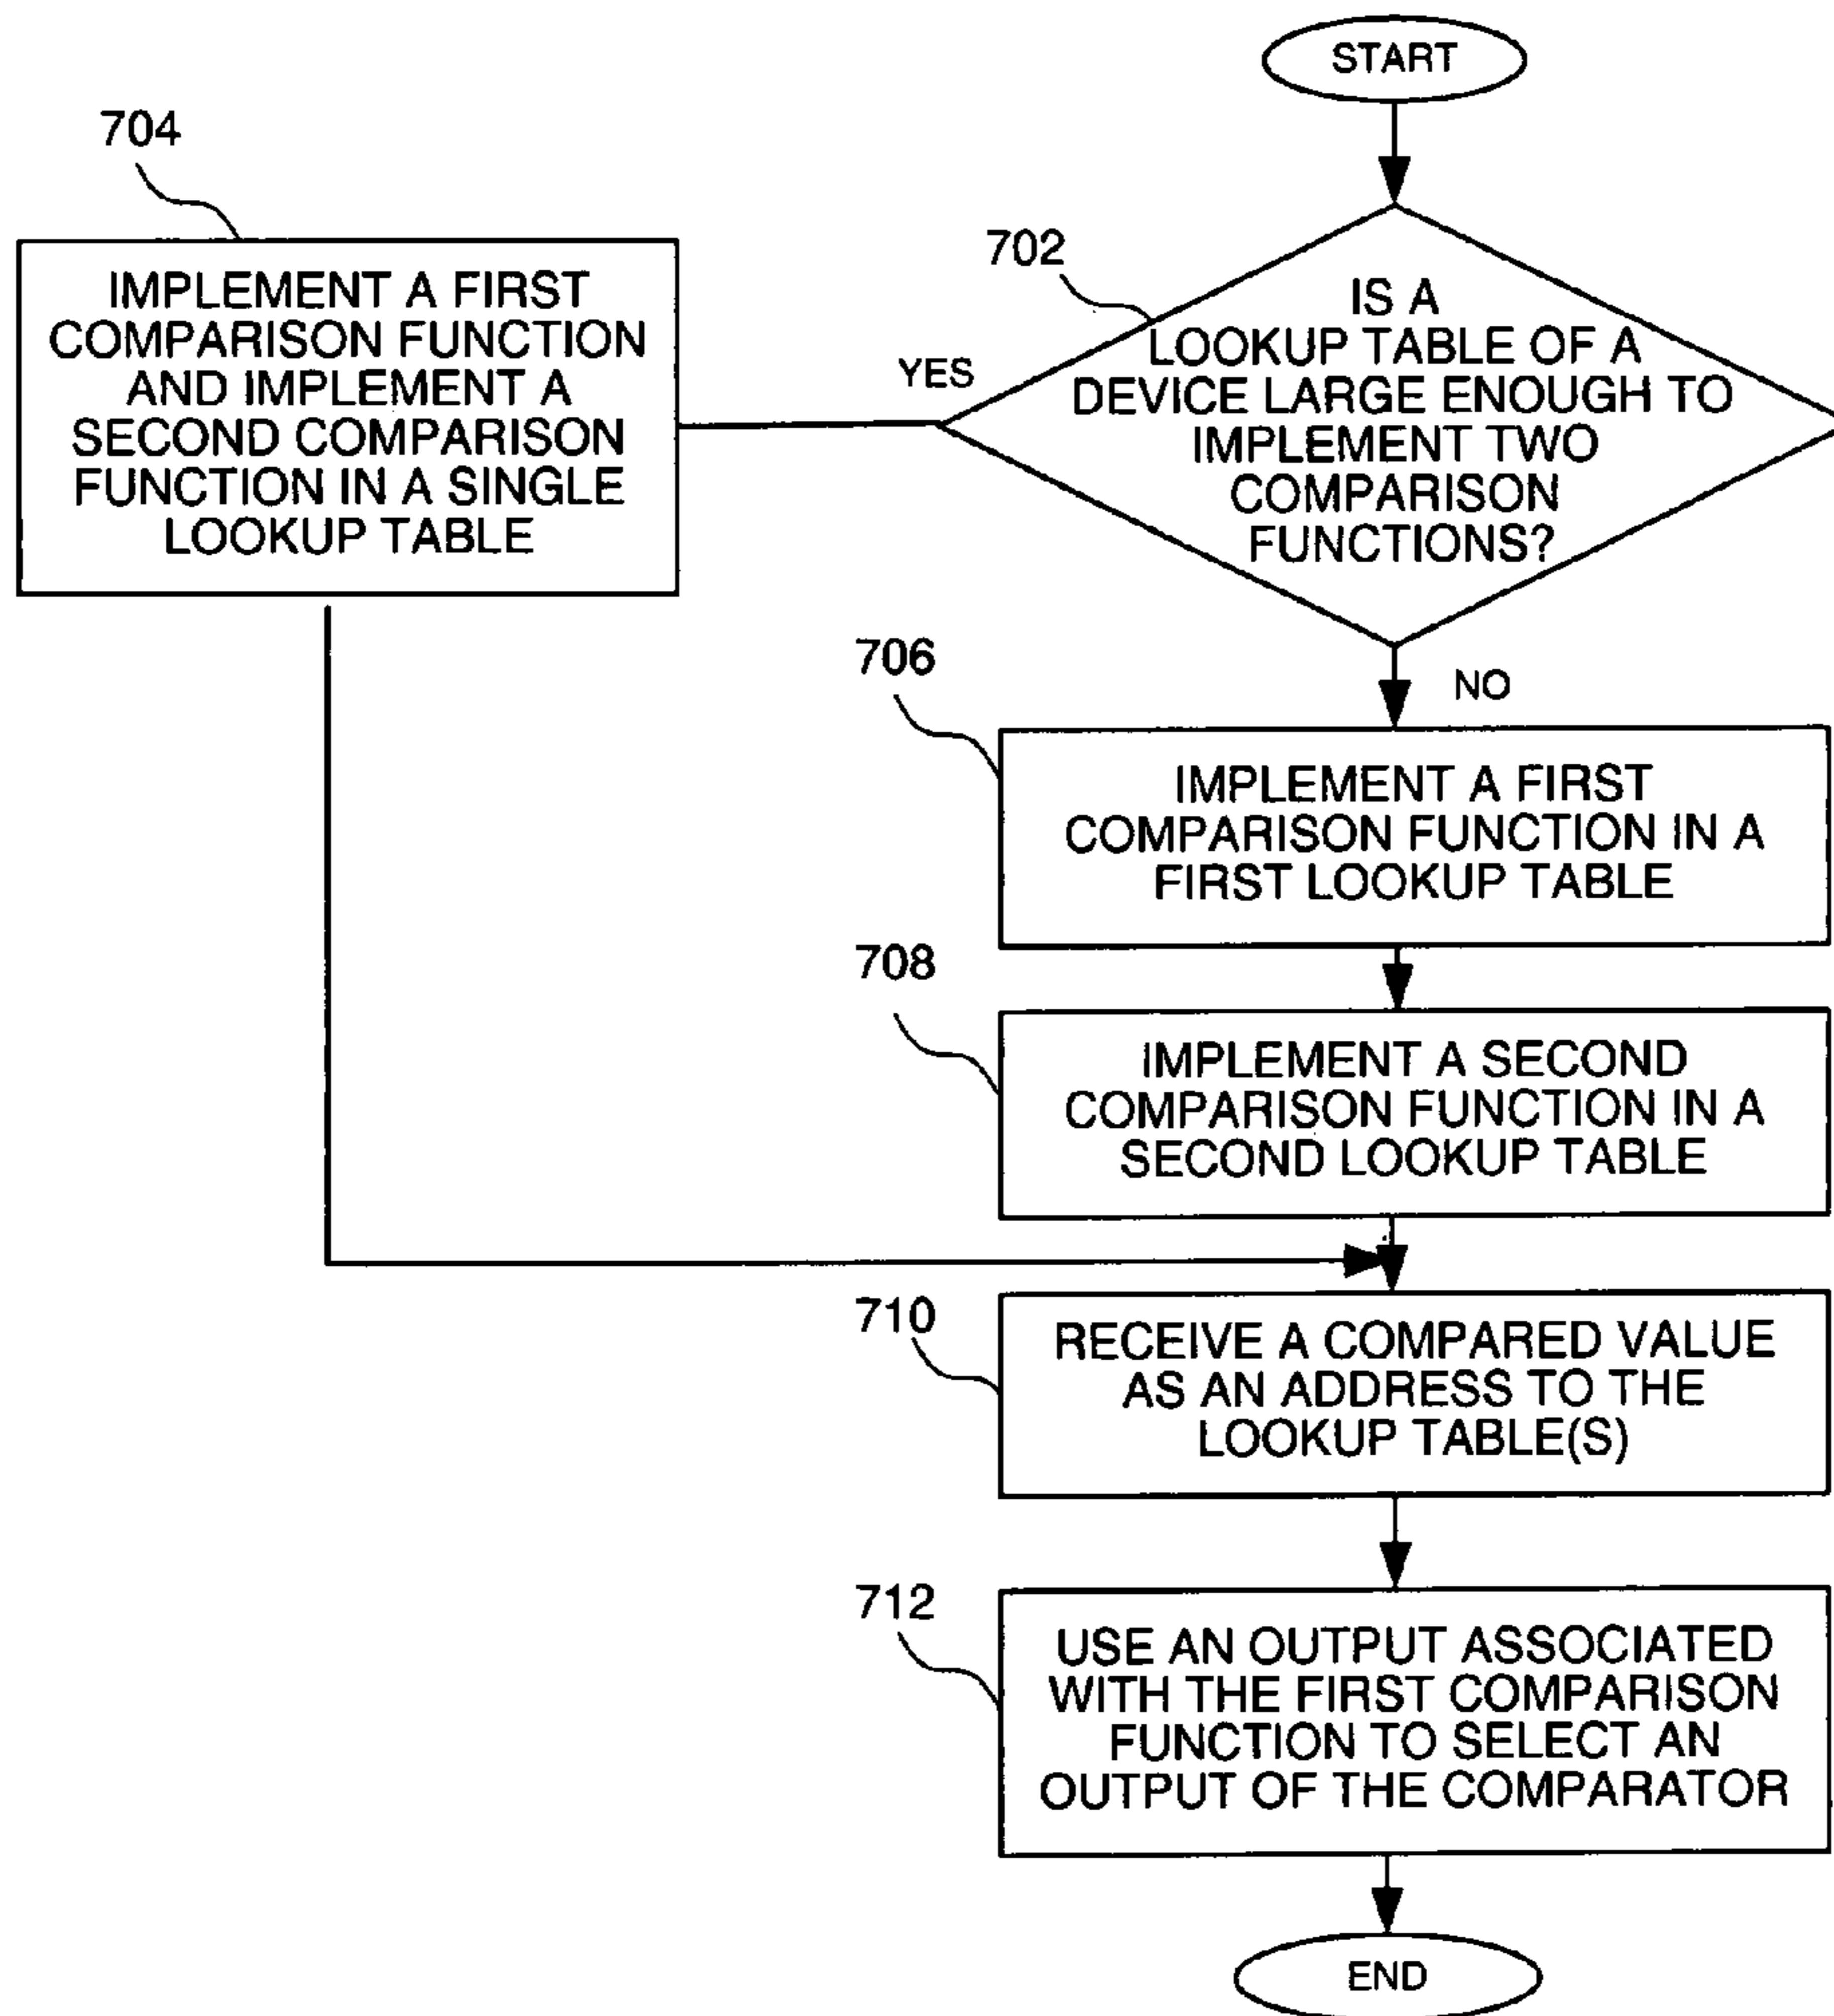 START
704
702
IMPLEMENT A FIRST
COMPARISON FUNCTION
AND IMPLEMENT A
SECOND COMPARISON
FUNCTION IN A SINGLE
LOOKUP TABLE
YES
IS A
LOOKUP TABLE OF A
DEVICE LARGE ENOUGH TO
IMPLEMENT TWO
COMPARISON
FUNCTIONS?
NO
706
IMPLEMENT A FIRST
COMPARISON FUNCTION IN A
FIRST LOOKUP TABLE
708
IMPLEMENT A SECOND
COMPARISON FUNCTION IN A
SECOND LOOKUP TABLE
710
RECEIVE A COMPARED VALUE
AS AN ADDRESS TO THE
LOOKUP TABLE(S)
712
USE AN OUTPUT ASSOCIATED
WITH THE FIRST COMPARISON
FUNCTION TO SELECT AN
OUTPUT OF THE COMPARATOR
END